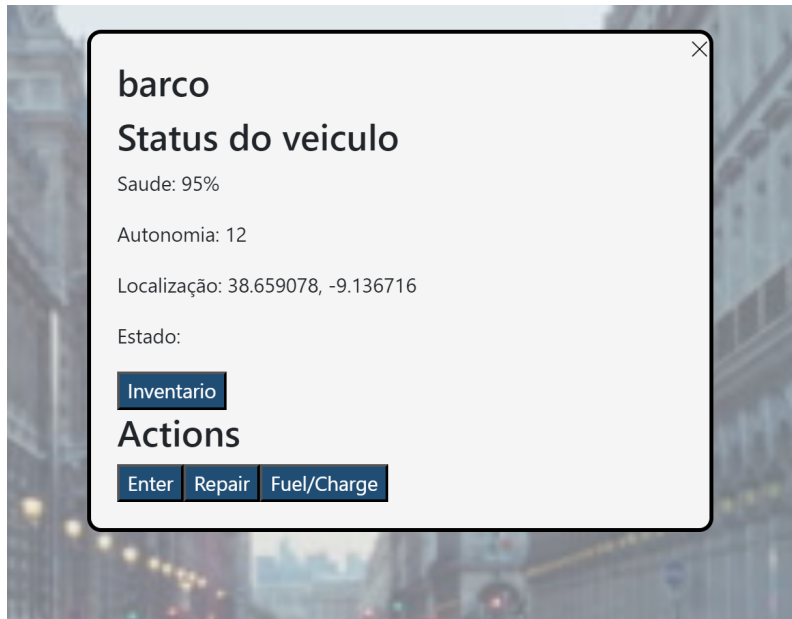 barco
Status do veiculo
Saude: 95%
Autonomia: 12
Localização: 38.659078, -9.136716
Estado:
Inventario
Actions
Enter Repair Fuel/Charge